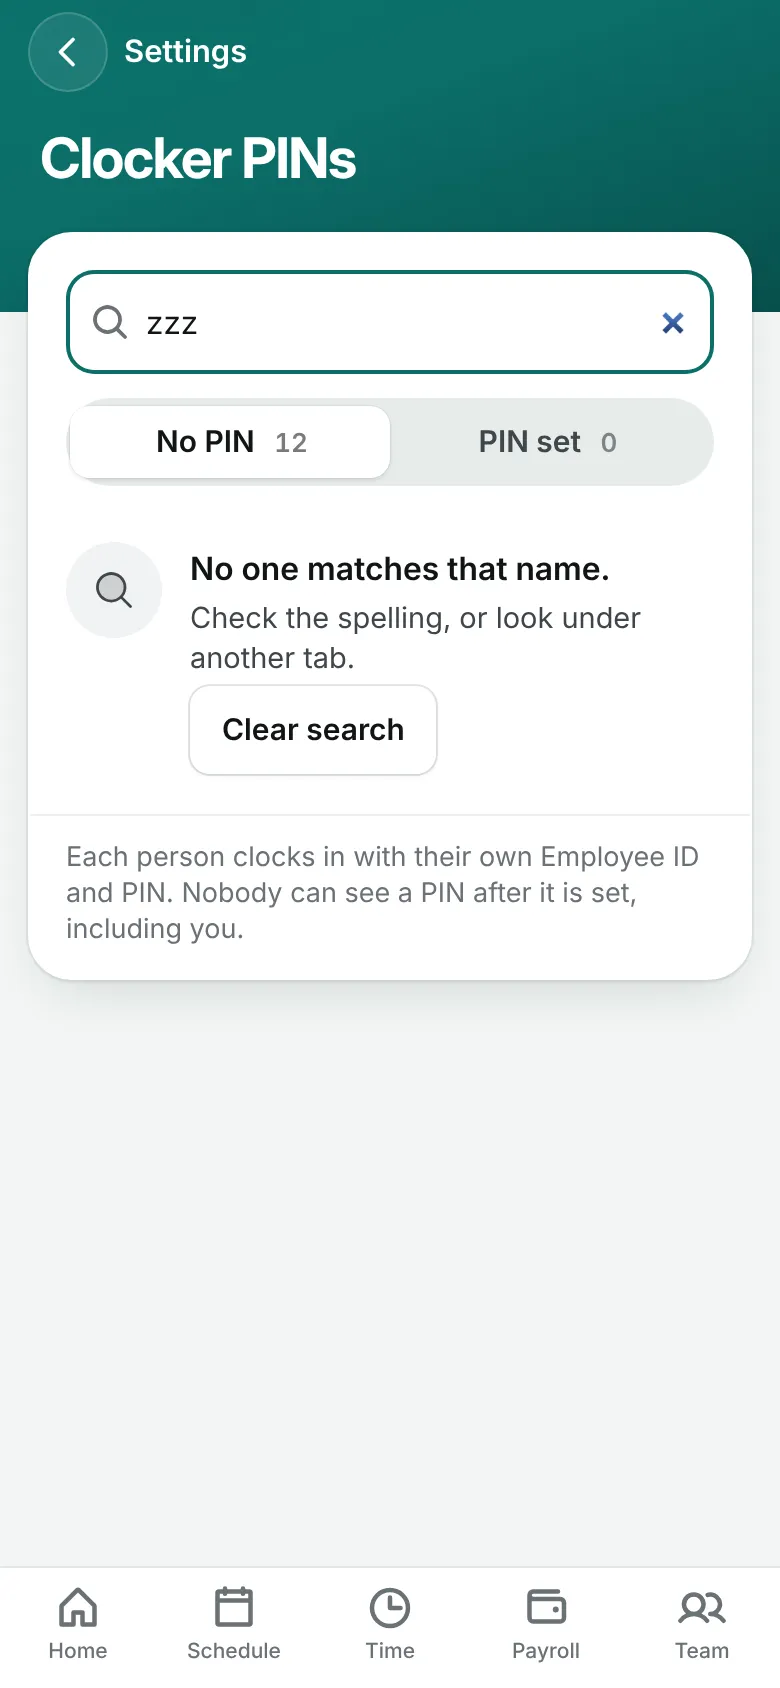 Settings
Clocker PINs
zzz
No PIN 12
PIN set 0
No one matches that name.
Check the spelling, or look under
another tab.
Clear search
Each person clocks in with their own Employee ID
and PIN. Nobody can see a PIN after it is set,
including you.
Home
Schedule
Time
Payroll
Team